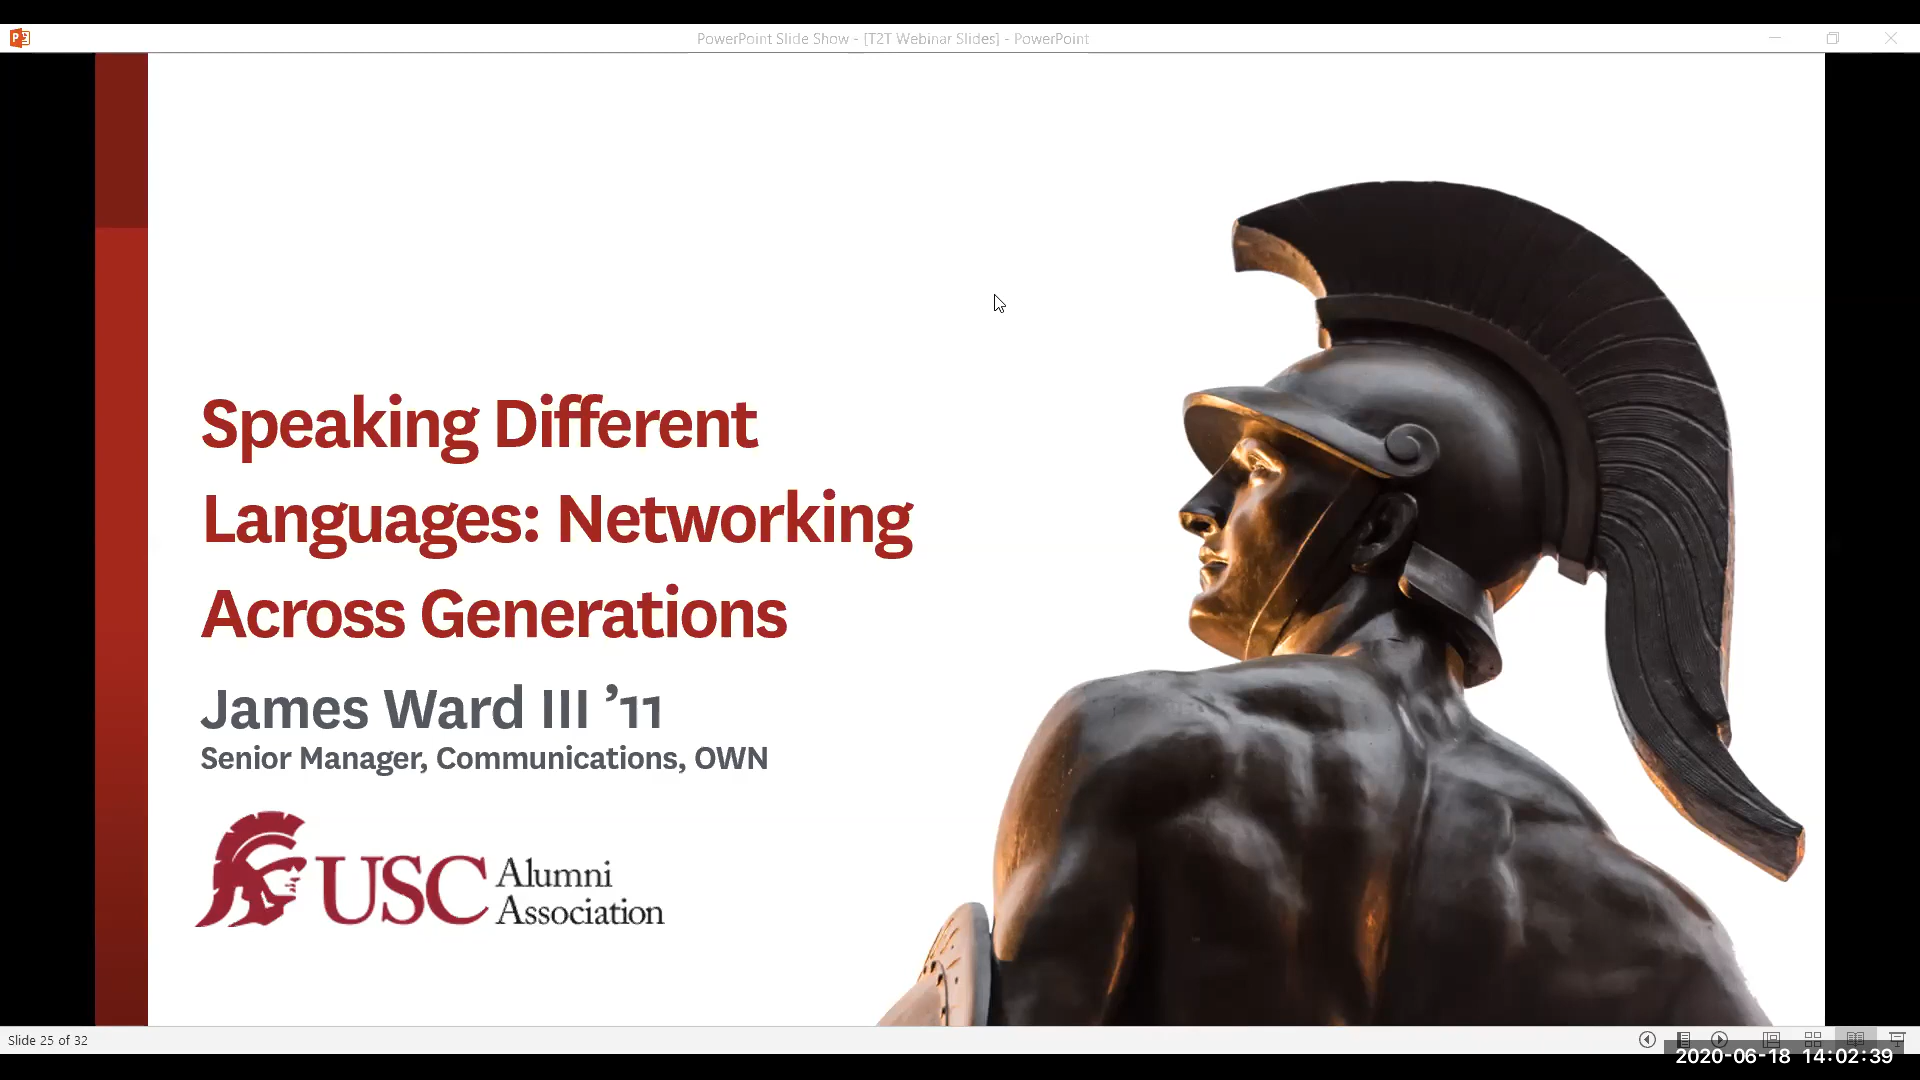 PowerPoint Slide Show - [T2T Webinar Slides] - PowerPoint
Speaking Different
Languages: Networking
Across Generations
James Ward III ’11
Senior Manager, Communications, OWN
USC Alumni
Association
Slide 25 of 32
2020-06-18 14:02:39